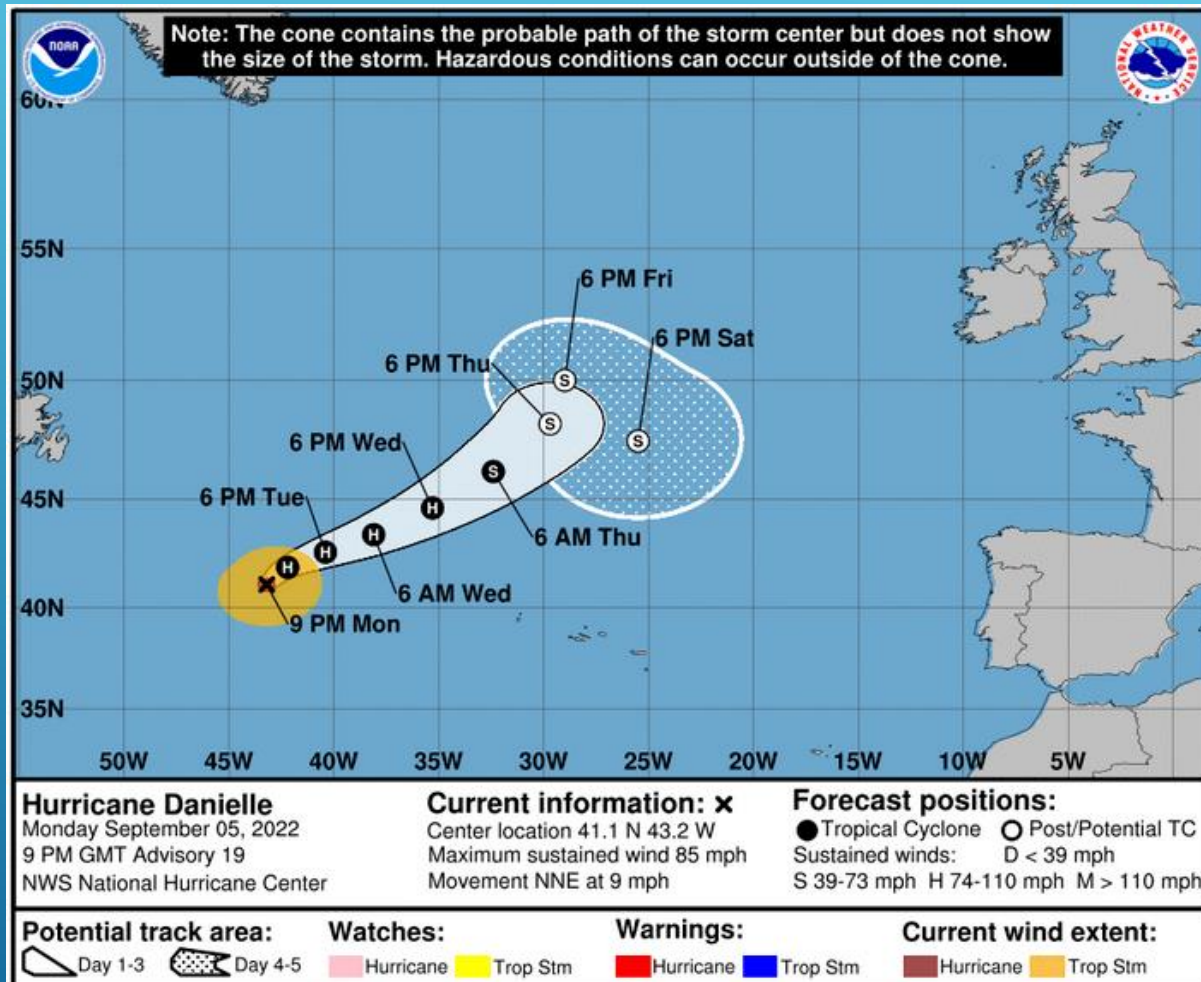 Note: The cone contains the probable path of the storm center but does not show
the size of the storm. Hazardous conditions can occur outside of the cone.
NOAA
NATIONAL WEATHER SERVICE
60N
55N
50N
45N
40N
35N
6 PM Fri
6 PM Sat
6 PM Thu
S
S
S
6 PM Wed
S
6 PM Tue
H
6 AM Thu
H
H
H
6 AM Wed
9 PM Mon
50W 45W 40W 35W 30W 25W 20W 15W 10W 5W
Hurricane Danielle
Monday September 05, 2022
9 PM GMT Advisory 19
NWS National Hurricane Center
Current information: ×
Center location 41.1 N 43.2 W
Maximum sustained wind 85 mph
Movement NNE at 9 mph
Forecast positions:
● Tropical Cyclone ○ Post/Potential TC
Sustained winds: D < 39 mph
S 39-73 mph H 74-110 mph M > 110 mph
Potential track area:
Day 1-3 Day 4-5
Watches:
Hurricane Trop Stm
Warnings:
Hurricane Trop Stm
Current wind extent:
Hurricane Trop Stm